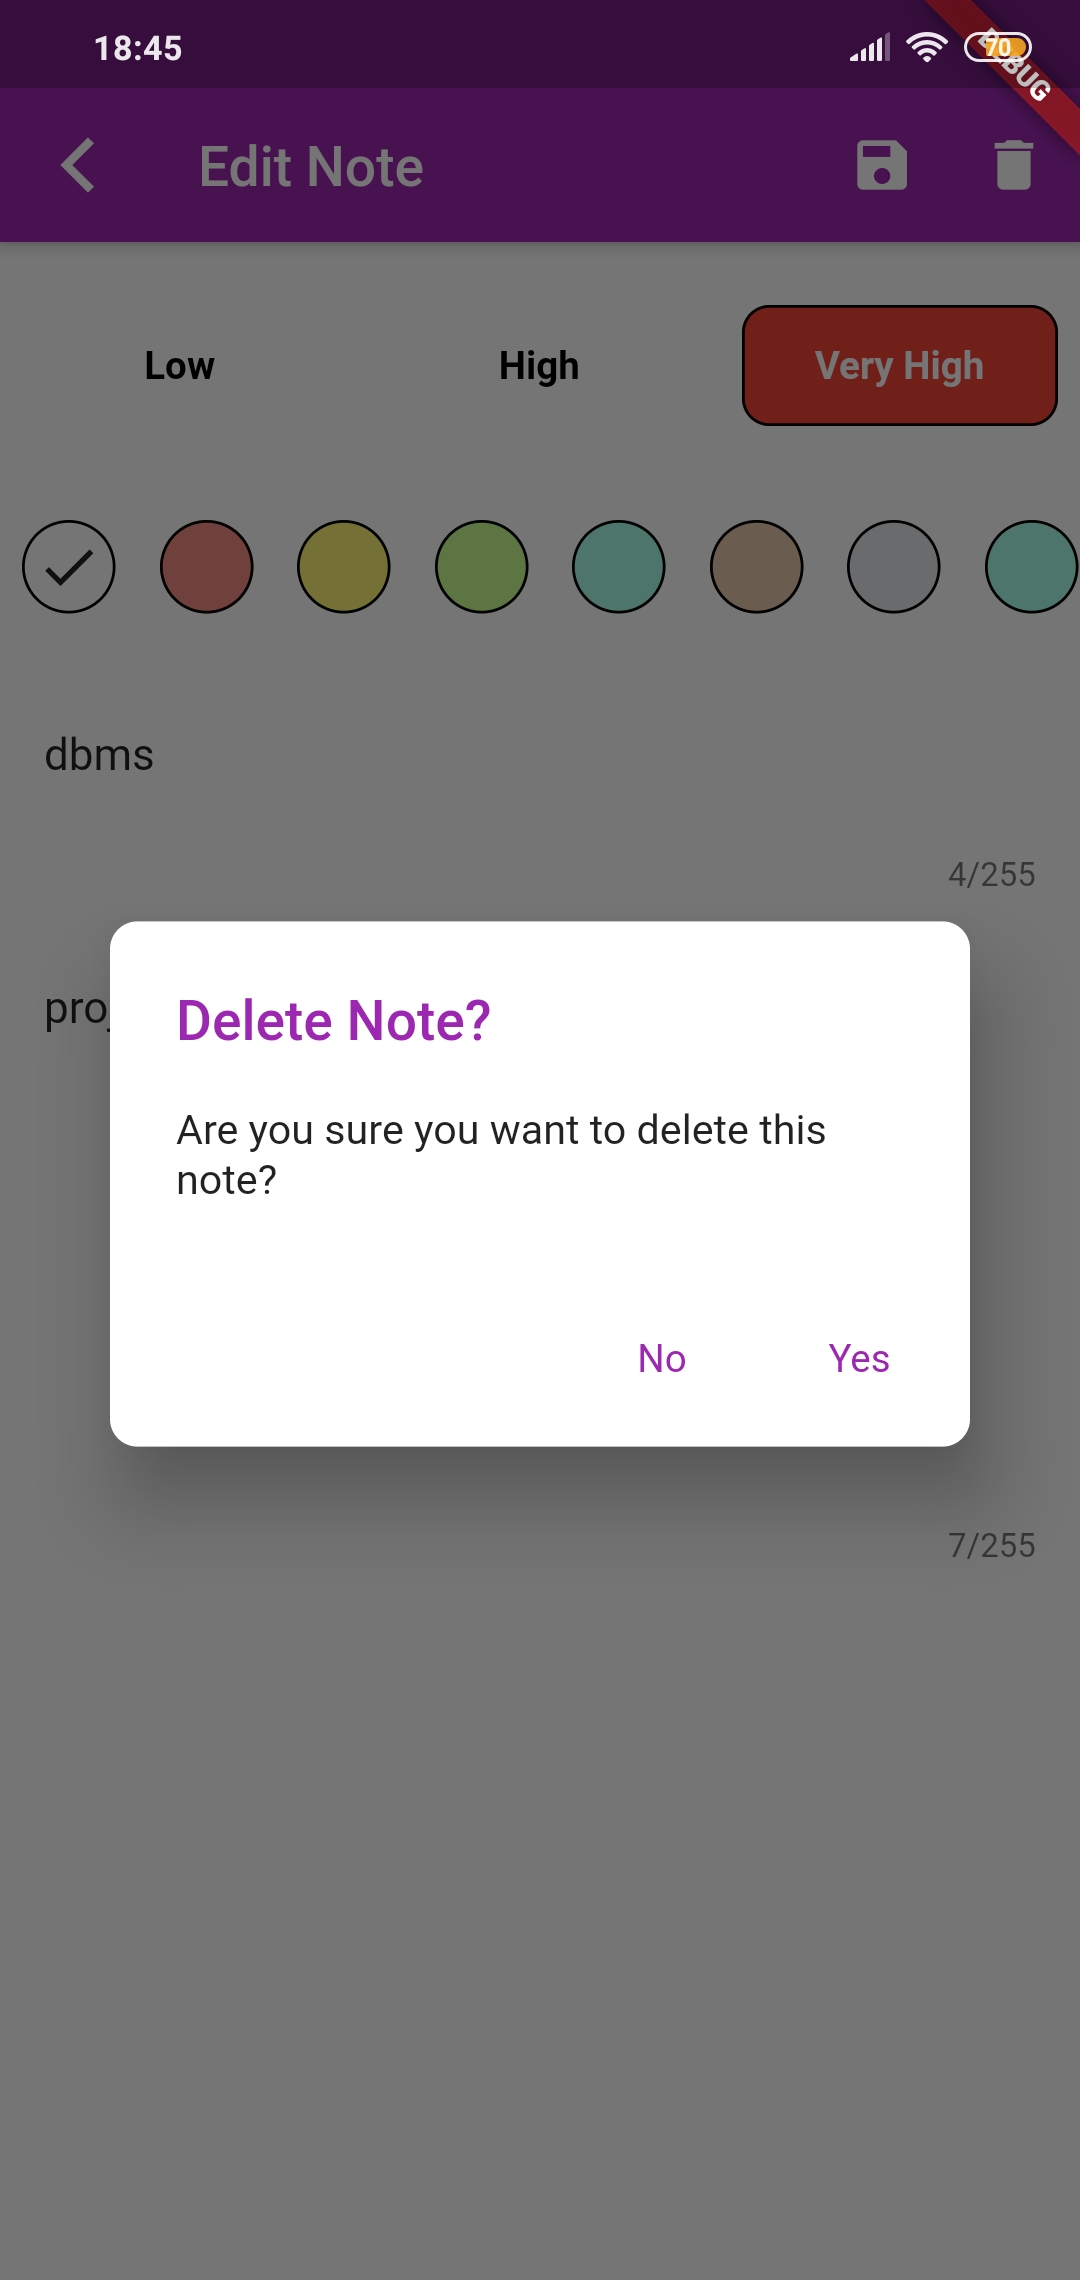 18:45
70
DEBUG
Edit Note
Low
High
Very High
dbms
4/255
Delete Note?
Are you sure you want to delete this
note?
No
Yes
7/255